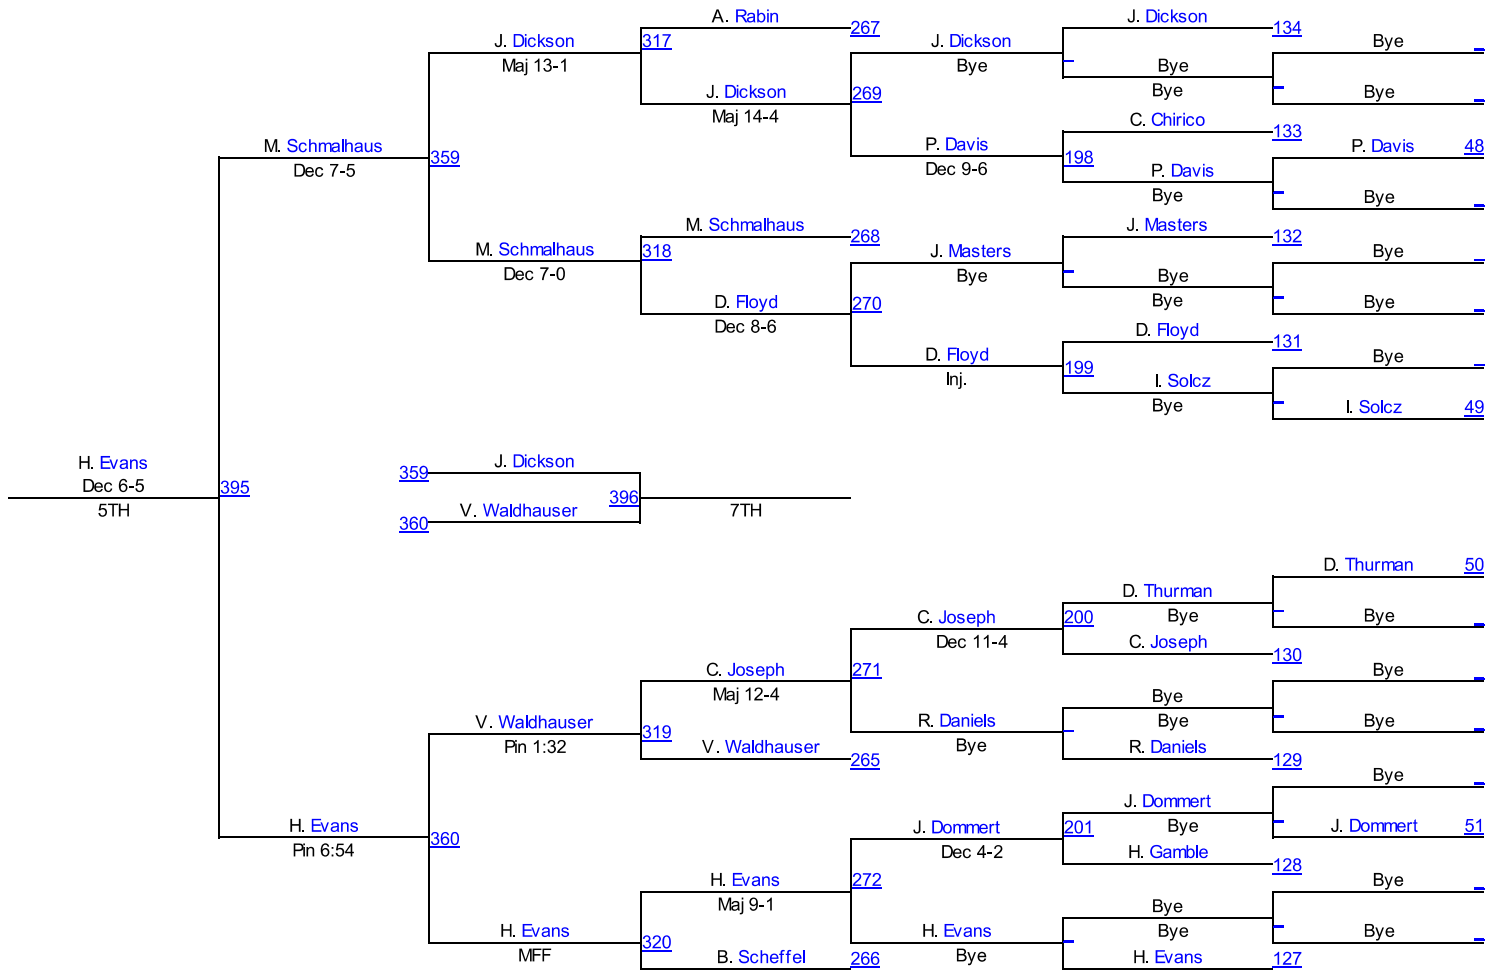 A. Rabin
J. Dickson
267
134
J. Dickson
317
J. Dickson
Bye
Maj 13-1
Bye
Bye
Bye
J. Dickson
269
Bye
Maj 14-4
C. Chirico
133
M. Schmalhaus
359
P. Davis
198
P. Davis
48
Dec 7-5
Dec 9-6
P. Davis
Bye
Bye
M. Schmalhaus
268
J. Masters
132
M. Schmalhaus
318
J. Masters
Bye
Dec 7-0
Bye
Bye
D. Floyd
270
Bye
Bye
Dec 8-6
D. Floyd
131
D. Floyd
199
Bye
Inj.
I. Solcz
Bye
I. Solcz
49
H. Evans
359
J. Dickson
Dec 6-5
395
396
5TH
7TH
360
V. Waldhauser
D. Thurman
50
D. Thurman
C. Joseph
200
Bye
Bye
Dec 11-4
C. Joseph
130
C. Joseph
271
Bye
Maj 12-4
Bye
V. Waldhauser
319
R. Daniels
Bye
Bye
Pin 1:32
V. Waldhauser
265
Bye
R. Daniels
129
Bye
J. Dommert
H. Evans
360
J. Dommert
201
Bye
J. Dommert
51
Pin 6:54
Dec 4-2
H. Gamble
128
H. Evans
272
Bye
Maj 9-1
Bye
H. Evans
320
H. Evans
Bye
Bye
MFF
B. Scheffel
266
Bye
H. Evans
127